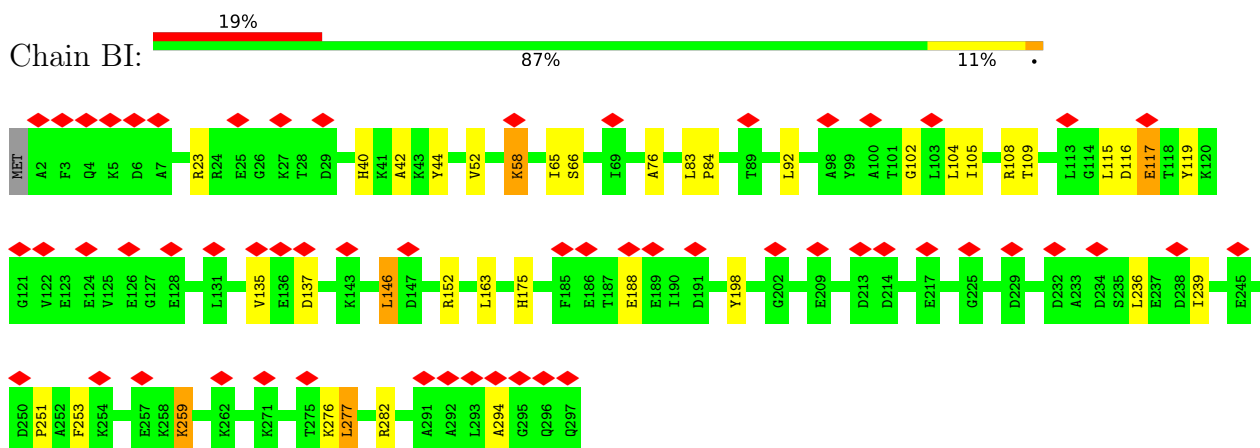 19%
Chain BI:
87% 11% •
MET A2 F3 Q4 K5 D6 A7 R23 R24 E25 G26 K27 T28 D29 H40 K41 A42 K43 Y44 V52 K58 I65 S66 I69 A76 L83 P84 T89 L92 A98 Y99 A100 T101 G102 L103 L104 I105 R108 T109 L113 G114 L115 D116 E117 T118 Y119 K120
G121 V122 E123 E124 V125 E126 G127 E128 L131 V135 E136 D137 K143 L146 D147 R152 L163 H175 F185 E186 T187 E188 E189 I190 D191 Y198 G202 E209 D213 D214 E217 G225 D229 D232 A233 D234 S235 L236 E237 D238 I239 E245
D250 P251 A252 F253 K254 E257 K258 K259 K262 K271 T275 K276 L277 R282 A291 A292 L293 A294 G295 Q296 Q297